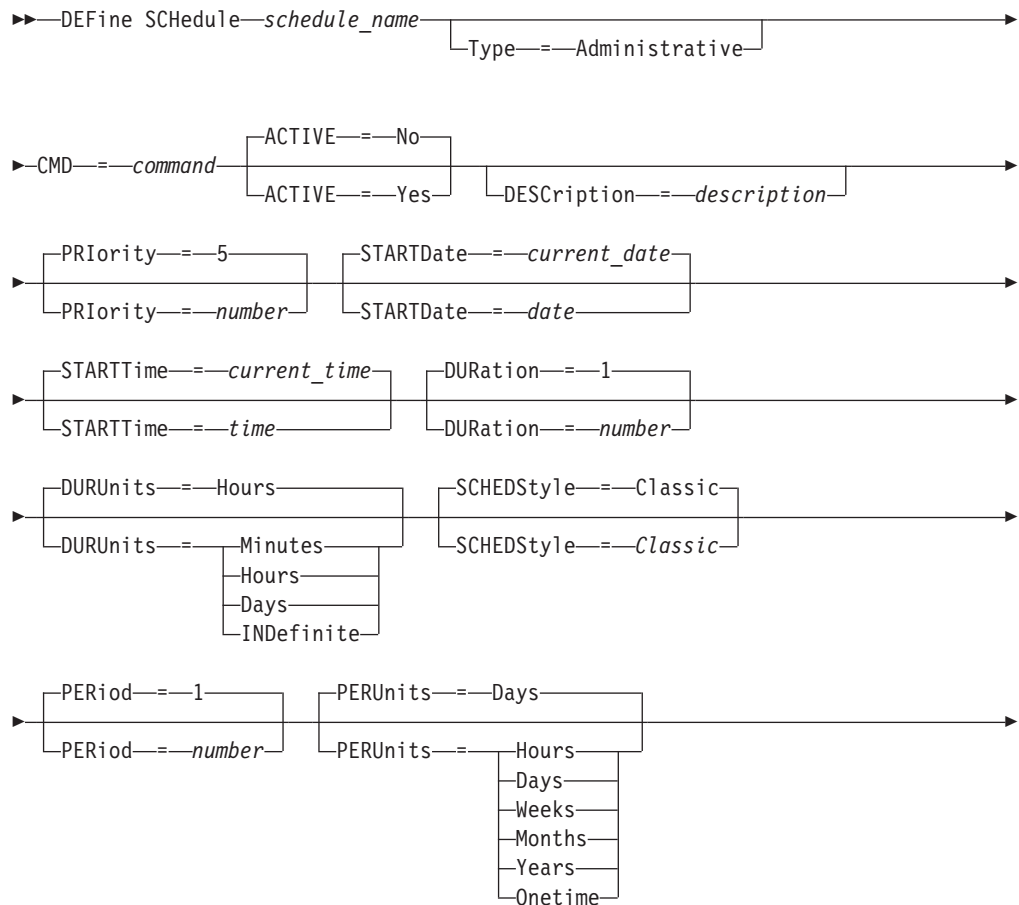 DEFine SCHedule schedule_name
Type = Administrative
CMD = command
ACTIVE = No
ACTIVE = Yes
DESCription = description
PRIority = 5
PRIority = number
STARTDate = current_date
STARTDate = date
STARTTime = current_time
STARTTime = time
DURation = 1
DURation = number
DURUnits = Hours
DURUnits = Minutes
Hours
Days
INDefinite
SCHEDStyle = Classic
SCHEDStyle = Classic
PERiod = 1
PERiod = number
PERUnits = Days
PERUnits = Hours
Days
Weeks
Months
Years
Onetime